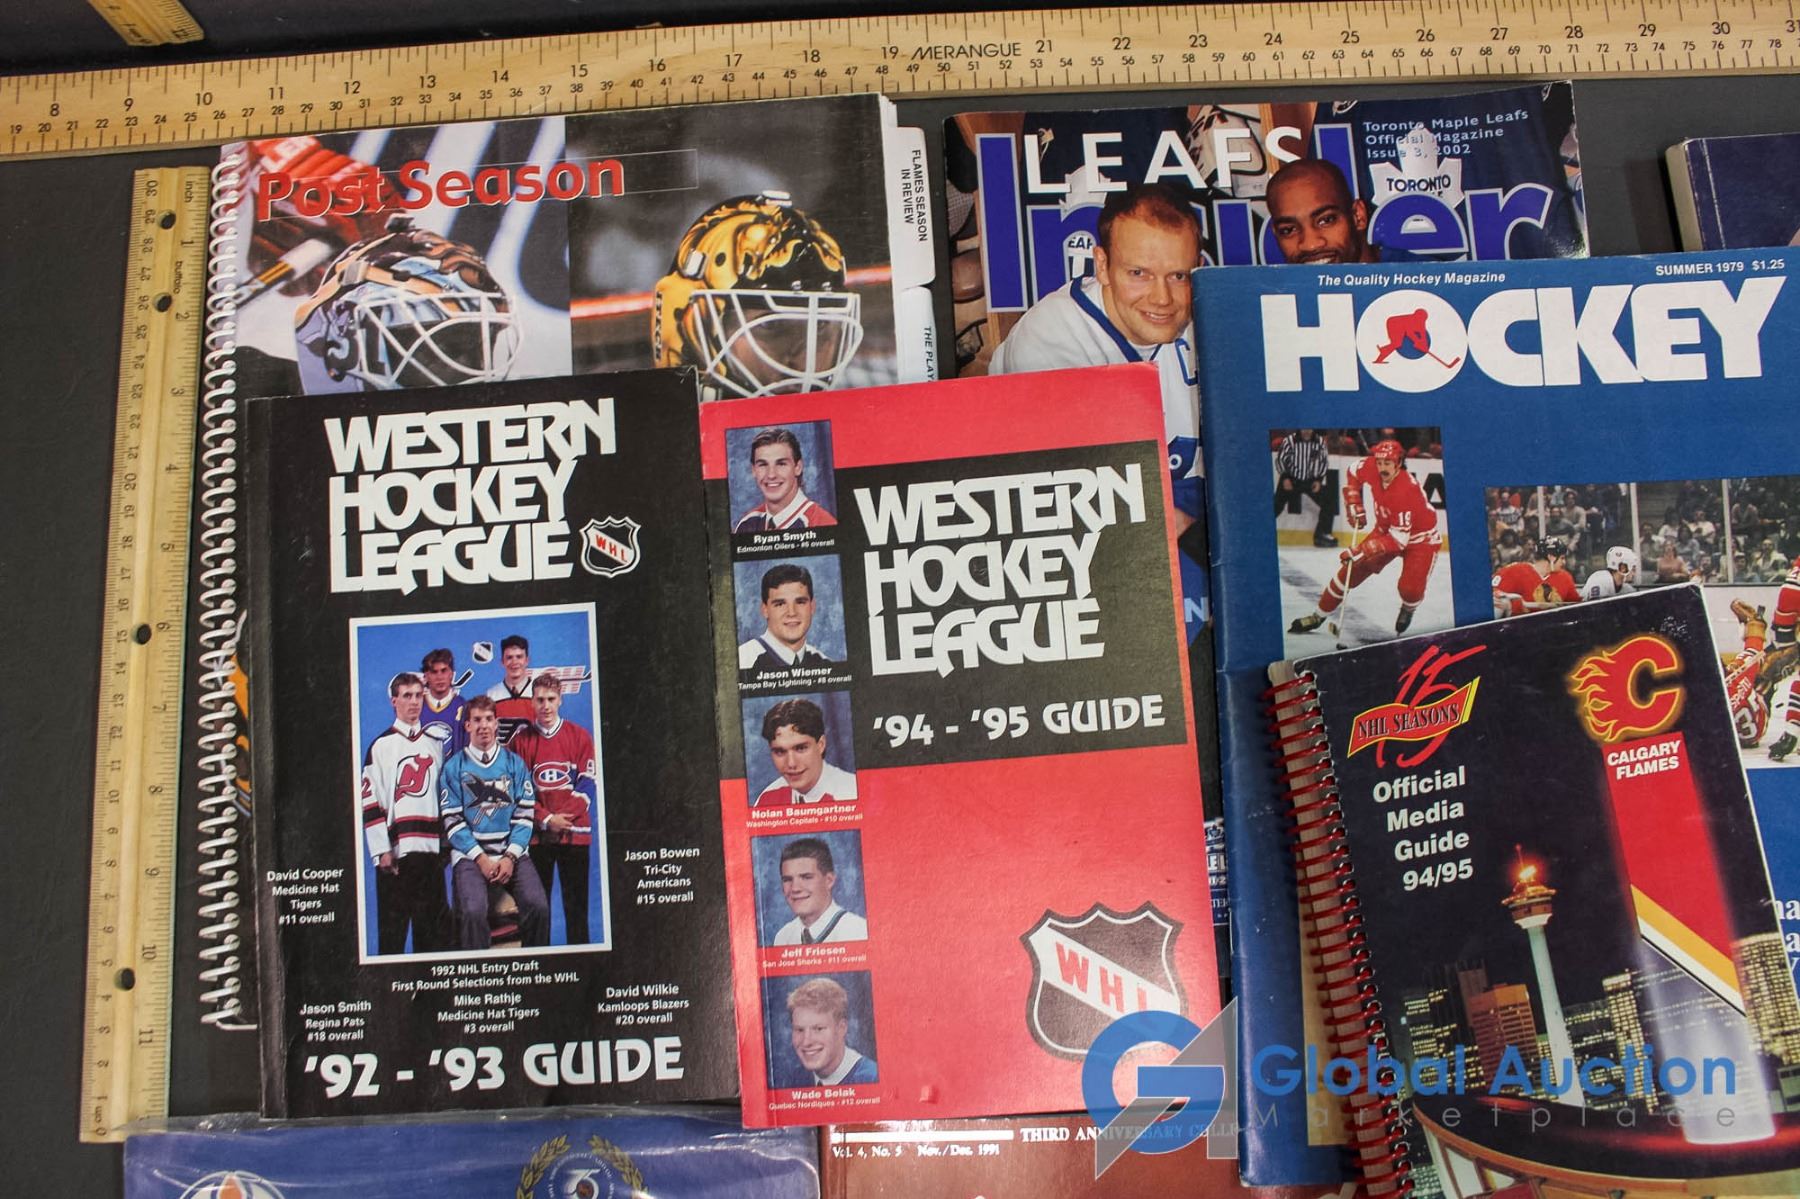 MERANGUE
Post Season
FLAMES SEASON
IN REVIEW
LEAFS
Insider
Toronto Maple Leafs
Official Magazine
Issue 3, 2002
TORONTO
The Quality Hockey Magazine
SUMMER 1979 $1.25
HOCKEY
WESTERN
HOCKEY
LEAGUE
WHL
David Cooper
Medicine Hat
Tigers
#11 overall
Jason Bowen
Tri-City
Americans
#15 overall
1992 NHL Entry Draft
First Round Selections from the WHL
Jason Smith
Regina Pats
#18 overall
Mike Rathje
Medicine Hat Tigers
#3 overall
David Wilkie
Kamloops Blazers
#20 overall
'92 - '93 GUIDE
Ryan Smyth
Edmonton Oilers - #6 overall
Jason Wiemer
Tampa Bay Lightning - #8 overall
Nolan Baumgartner
Washington Capitals - #10 overall
Jeff Friesen
San Jose Sharks - #11 overall
Wade Belak
Quebec Nordiques - #12 overall
WESTERN
HOCKEY
LEAGUE
'94 - '95 GUIDE
WHL
15
NHL SEASONS
Official
Media
Guide
94/95
CALGARY
FLAMES
THIRD ANNIVERSARY
Vol. 4, No. 5 Nov./Dec. 1991
Global Auction
Marketplace